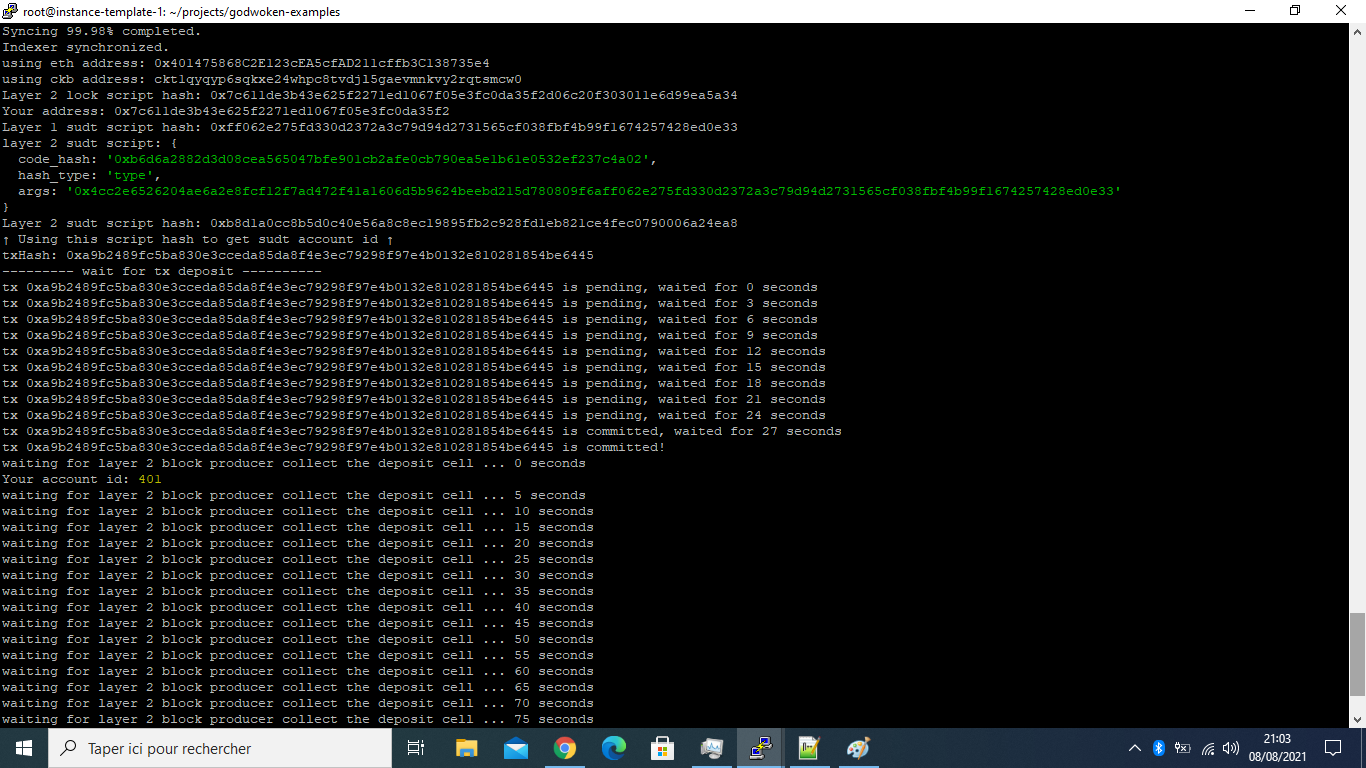 root@instance-template-1: ~/projects/godwoken-examples
Syncing 99.98% completed.
Indexer synchronized.
using eth address: 0x401475868C2E123cEA5cfAD211cffb3C138735e4
using ckb address: ckt1qyqyp6sqkxe24whpc8tvdjl5gaevmnkvy2rqtsmcw0
Layer 2 lock script hash: 0x7c611de3b43e625f2271ed1067f05e3fc0da35f2d06c20f303011e6d99ea5a34
Your address: 0x7c611de3b43e625f2271ed1067f05e3fc0da35f2
Layer 1 sudt script hash: 0xff062e275fd330d2372a3c79d94d2731565cf038fbf4b99f1674257428ed0e33
layer 2 sudt script: {
  code_hash: '0xb6d6a2882d3d08cea565047bfe901cb2afe0cb790ea5e1b61e0532ef237c4a02',
  hash_type: 'type',
  args: '0x4cc2e6526204ae6a2e8fcf12f7ad472f41a1606d5b9624beebd215d780809f6aff062e275fd330d2372a3c79d94d2731565cf038fbf4b99f1674257428ed0e33'
}
Layer 2 sudt script hash: 0xb8d1a0cc8b5d0c40e56a8c8ec19895fb2c928fd1eb821ce4fec0790006a24ea8
↑ Using this script hash to get sudt account id ↑
txHash: 0xa9b2489fc5ba830e3cceda85da8f4e3ec79298f97e4b0132e810281854be6445
--------- wait for tx deposit ----------
tx 0xa9b2489fc5ba830e3cceda85da8f4e3ec79298f97e4b0132e810281854be6445 is pending, waited for 0 seconds
tx 0xa9b2489fc5ba830e3cceda85da8f4e3ec79298f97e4b0132e810281854be6445 is pending, waited for 3 seconds
tx 0xa9b2489fc5ba830e3cceda85da8f4e3ec79298f97e4b0132e810281854be6445 is pending, waited for 6 seconds
tx 0xa9b2489fc5ba830e3cceda85da8f4e3ec79298f97e4b0132e810281854be6445 is pending, waited for 9 seconds
tx 0xa9b2489fc5ba830e3cceda85da8f4e3ec79298f97e4b0132e810281854be6445 is pending, waited for 12 seconds
tx 0xa9b2489fc5ba830e3cceda85da8f4e3ec79298f97e4b0132e810281854be6445 is pending, waited for 15 seconds
tx 0xa9b2489fc5ba830e3cceda85da8f4e3ec79298f97e4b0132e810281854be6445 is pending, waited for 18 seconds
tx 0xa9b2489fc5ba830e3cceda85da8f4e3ec79298f97e4b0132e810281854be6445 is pending, waited for 21 seconds
tx 0xa9b2489fc5ba830e3cceda85da8f4e3ec79298f97e4b0132e810281854be6445 is pending, waited for 24 seconds
tx 0xa9b2489fc5ba830e3cceda85da8f4e3ec79298f97e4b0132e810281854be6445 is committed, waited for 27 seconds
tx 0xa9b2489fc5ba830e3cceda85da8f4e3ec79298f97e4b0132e810281854be6445 is committed!
waiting for layer 2 block producer collect the deposit cell ... 0 seconds
Your account id: 401
waiting for layer 2 block producer collect the deposit cell ... 5 seconds
waiting for layer 2 block producer collect the deposit cell ... 10 seconds
waiting for layer 2 block producer collect the deposit cell ... 15 seconds
waiting for layer 2 block producer collect the deposit cell ... 20 seconds
waiting for layer 2 block producer collect the deposit cell ... 25 seconds
waiting for layer 2 block producer collect the deposit cell ... 30 seconds
waiting for layer 2 block producer collect the deposit cell ... 35 seconds
waiting for layer 2 block producer collect the deposit cell ... 40 seconds
waiting for layer 2 block producer collect the deposit cell ... 45 seconds
waiting for layer 2 block producer collect the deposit cell ... 50 seconds
waiting for layer 2 block producer collect the deposit cell ... 55 seconds
waiting for layer 2 block producer collect the deposit cell ... 60 seconds
waiting for layer 2 block producer collect the deposit cell ... 65 seconds
waiting for layer 2 block producer collect the deposit cell ... 70 seconds
waiting for layer 2 block producer collect the deposit cell ... 75 seconds
Taper ici pour rechercher
21:03
08/08/2021